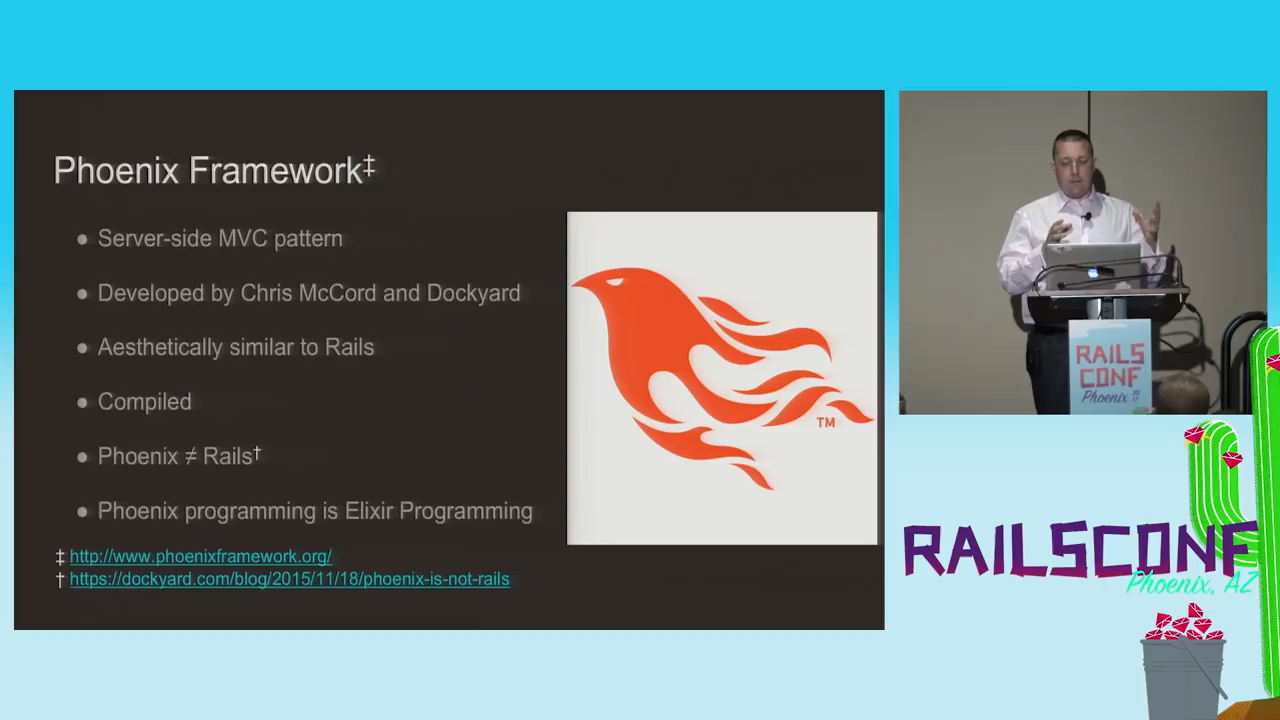 Phoenix Framework‡
● Server-side MVC pattern
● Developed by Chris McCord and Dockyard
● Aesthetically similar to Rails
● Compiled
● Phoenix ≠ Rails†
● Phoenix programming is Elixir Programming
‡ http://www.phoenixframework.org/
† https://dockyard.com/blog/2015/11/18/phoenix-is-not-rails
TM
RAILS
CONF
Phoenix 2017
RAILSCONF
Phoenix, AZ